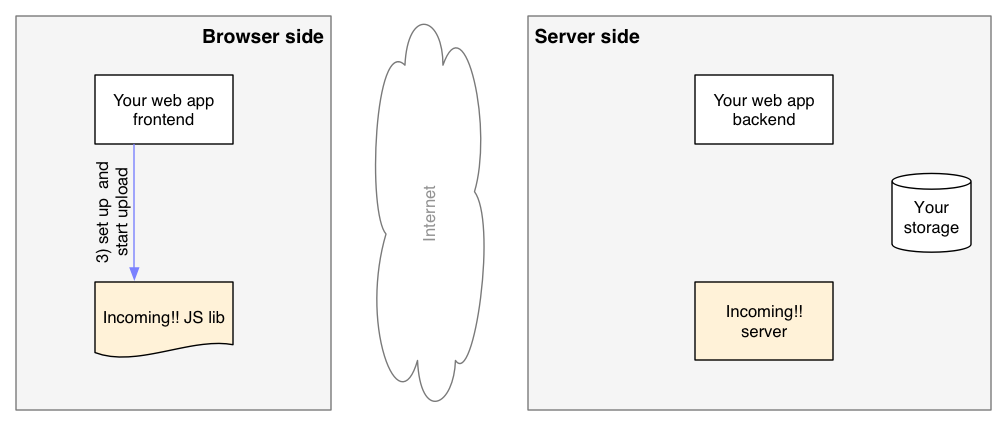 Browser side
Your web app
frontend
3) set up and
start upload
Incoming!! JS lib
Internet
Server side
Your web app
backend
Your
storage
Incoming!!
server